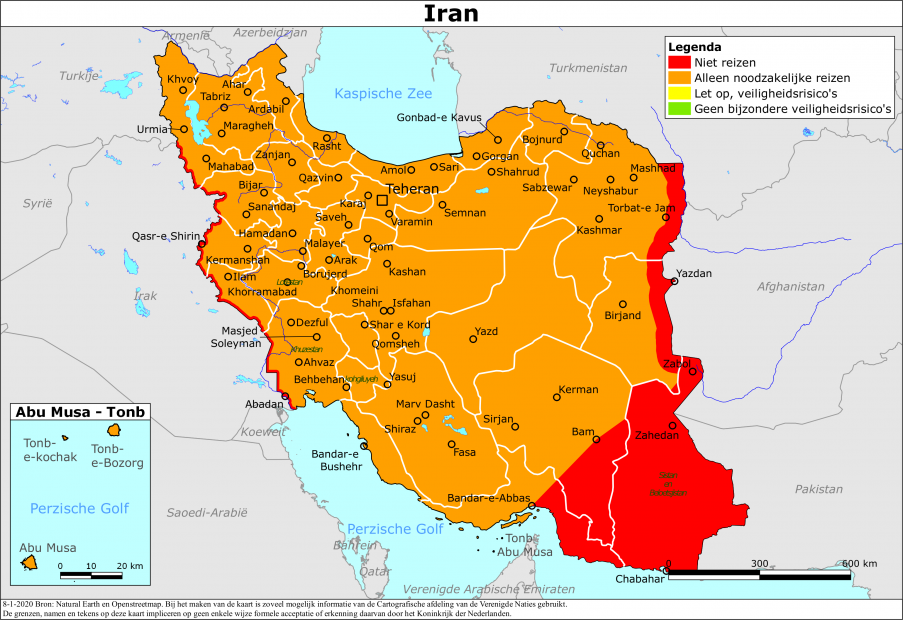 Iran
Armenië
Azerbeidzjan
Turkije
Turkmenistan
Kaspische Zee
Legenda
Niet reizen
Alleen noodzakelijke reizen
Let op, veiligheidsrisico's
Geen bijzondere veiligheidsrisico's
Khvoy
Ahar
Tabriz
Ardabil
Gonbad-e Kavus
Urmia
Maragheh
Rasht
Bojnurd
Quchan
Mahabad
Zanjan
Amol
Sari
Gorgan
Shahrud
Mashhad
Bijar
Qazvin
Teheran
Sabzewar
Neyshabur
Syrië
Sanandaj
Karaj
Saveh
Varamin
Semnan
Torbat-e Jam
Kashmar
Qasr-e Shirin
Hamadan
Malayer
Qom
Kermanshah
Arak
Kashan
Ilam
Borujerd
Yazdan
Lorestan
Khorramabad
Khomeini
Afghanistan
Irak
Shahr
Isfahan
Birjand
Dezful
Shar e Kord
Masjed
Soleyman
Qomsheh
Yazd
Khuzestan
Ahvaz
Zabol
Behbehan
kohgiluyeh
Yasuj
Kerman
Abadan
Marv Dasht
Sirjan
Shiraz
Koeweit
Bam
Zahedan
Bandar-e
Bushehr
Fasa
Pakistan
Bandar-e-Abbas
Saoedi-Arabië
Perzische Golf
Tonb-
Abu Musa
Bahrein
Qatar
Chabahar
Verenigde Arabische Emiraten
0 300 600 km
Abu Musa - Tonb
Tonb-
e-kochak
Tonb-
e-Bozorg
Perzische Golf
Abu Musa
0 10 20 km
8-1-2020 Bron: Natural Earth en Openstreetmap. Bij het maken van de kaart is zoveel mogelijk informatie van de Cartografische afdeling van de Verenigde Naties gebruikt.
De grenzen, namen en tekens op deze kaart impliceren op geen enkele wijze formele acceptatie of erkenning daarvan door het Koninkrijk der Nederlanden.